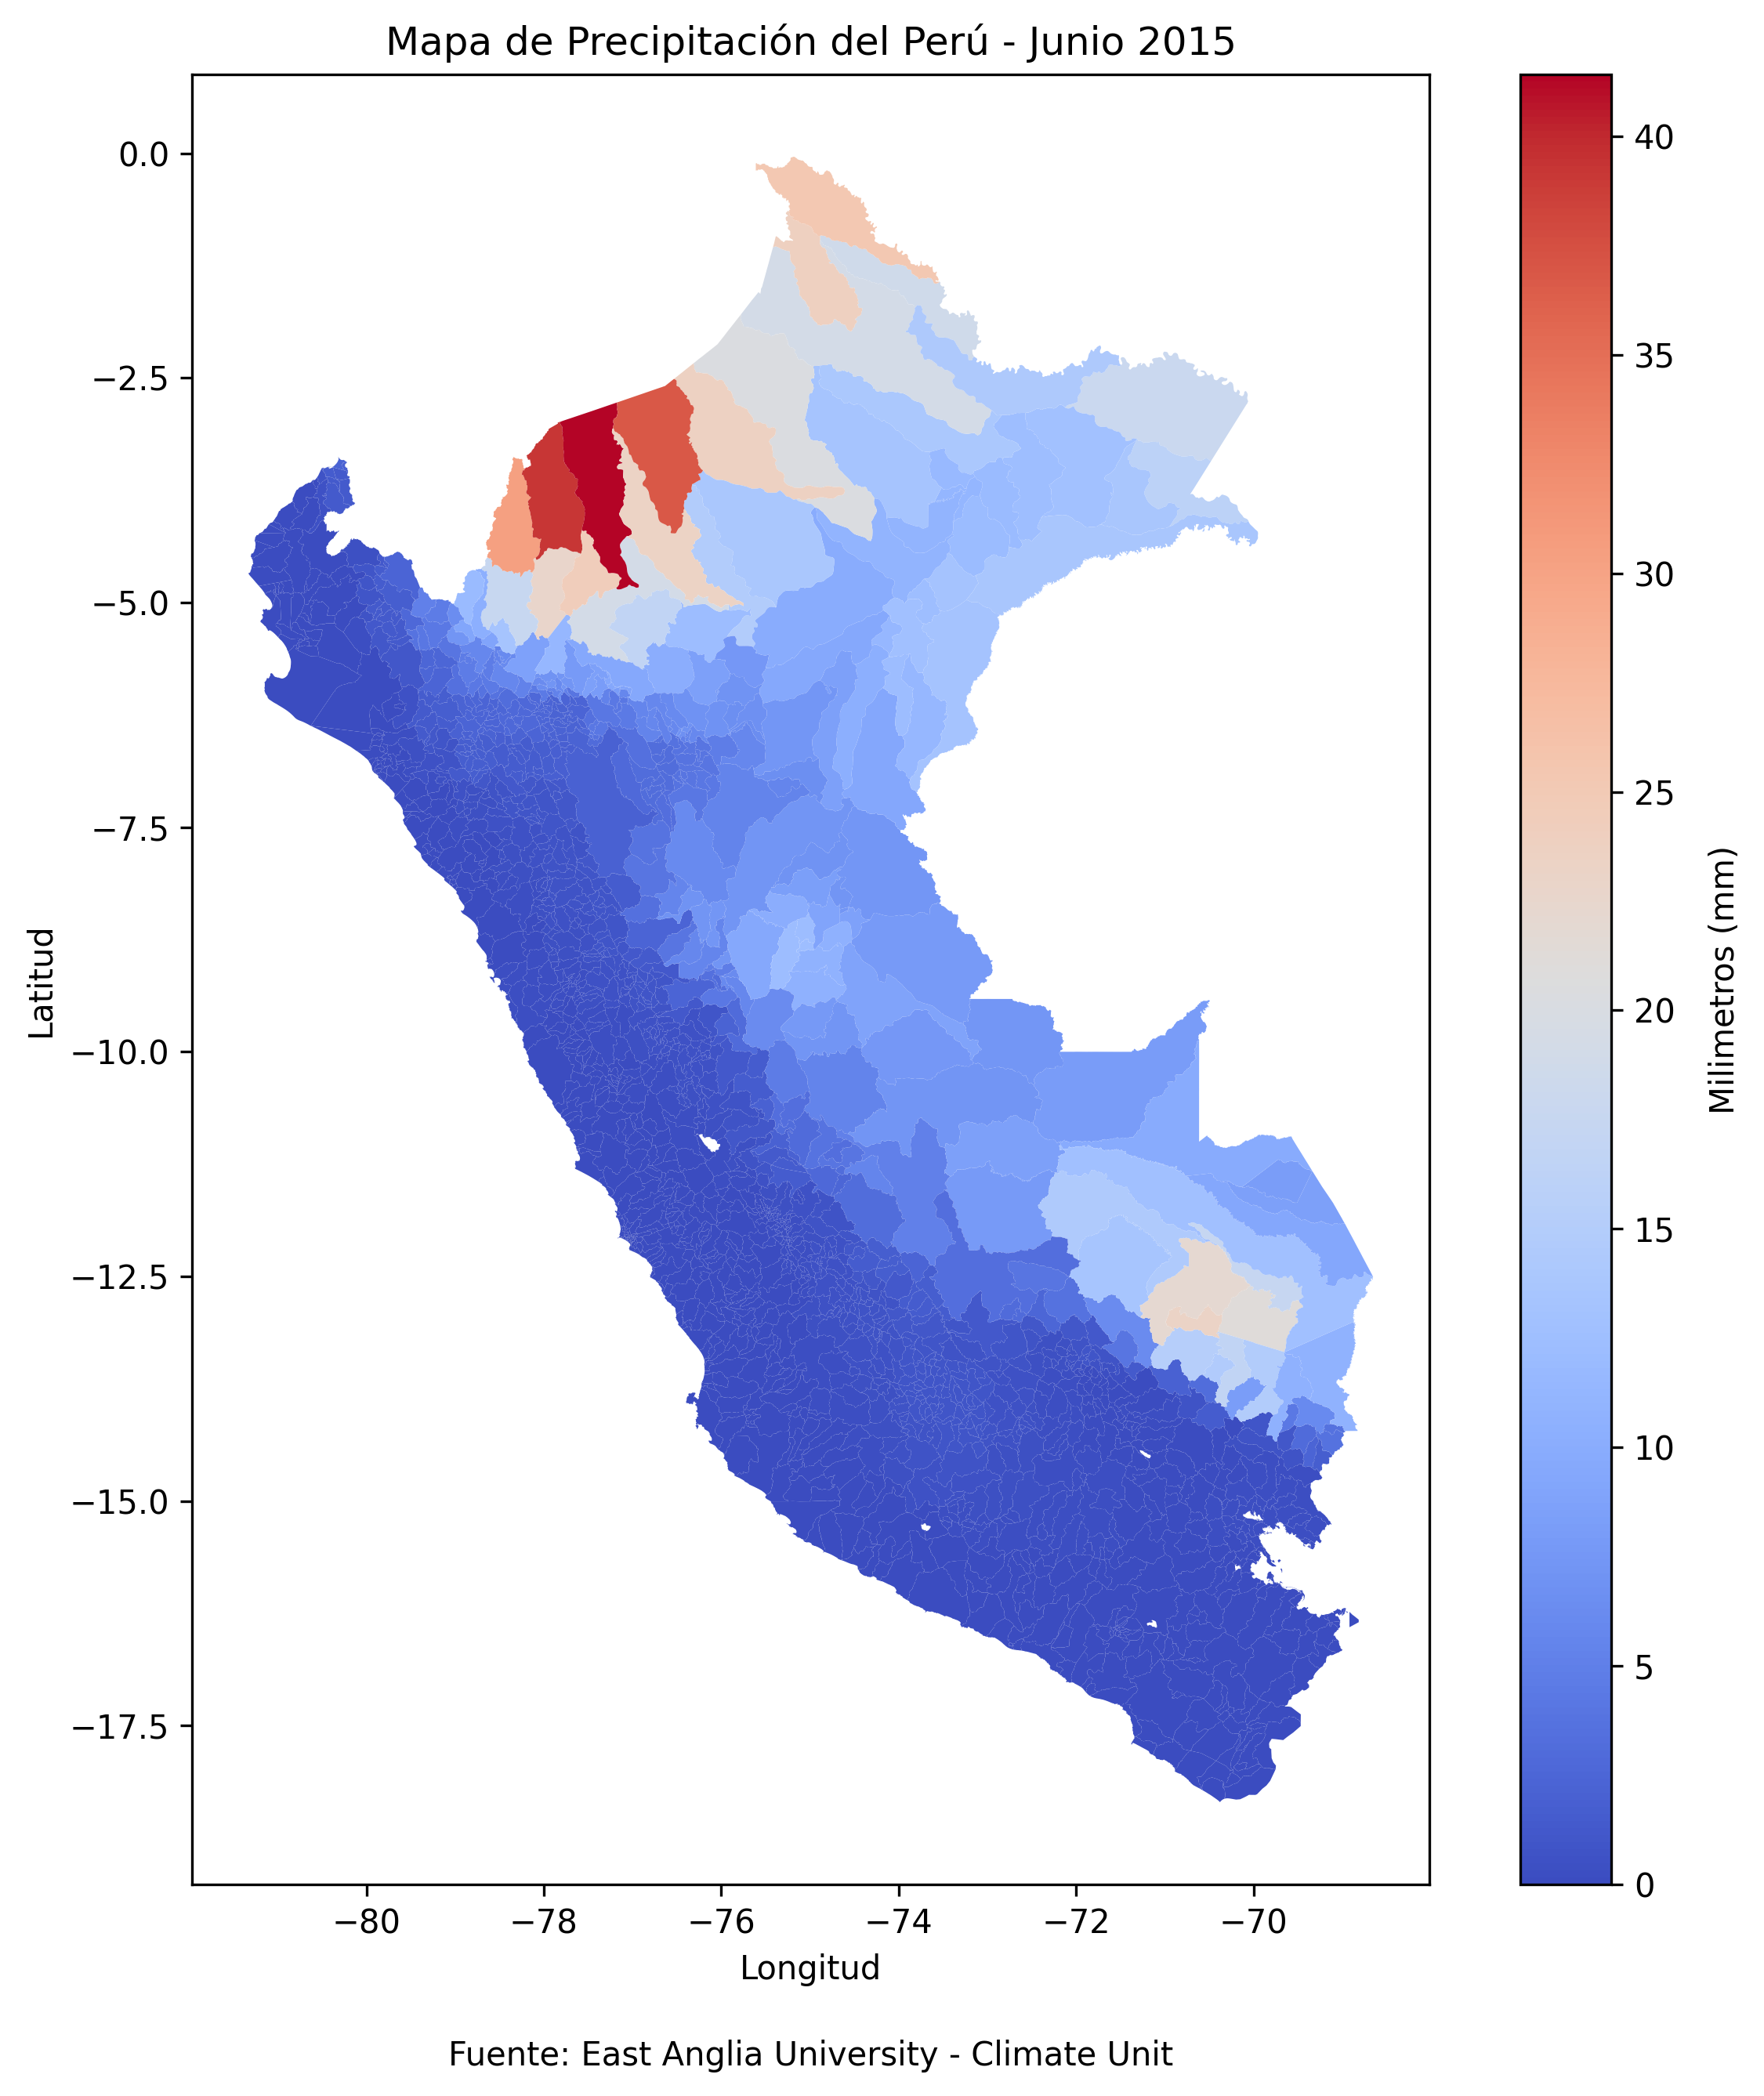 Mapa de Precipitación del Perú - Junio 2015
0.0
−2.5
−5.0
−7.5
−10.0
−12.5
−15.0
−17.5
Latitud
−80 −78 −76 −74 −72 −70
Longitud
40
35
30
25
20
15
10
5
0
Milimetros (mm)
Fuente: East Anglia University - Climate Unit